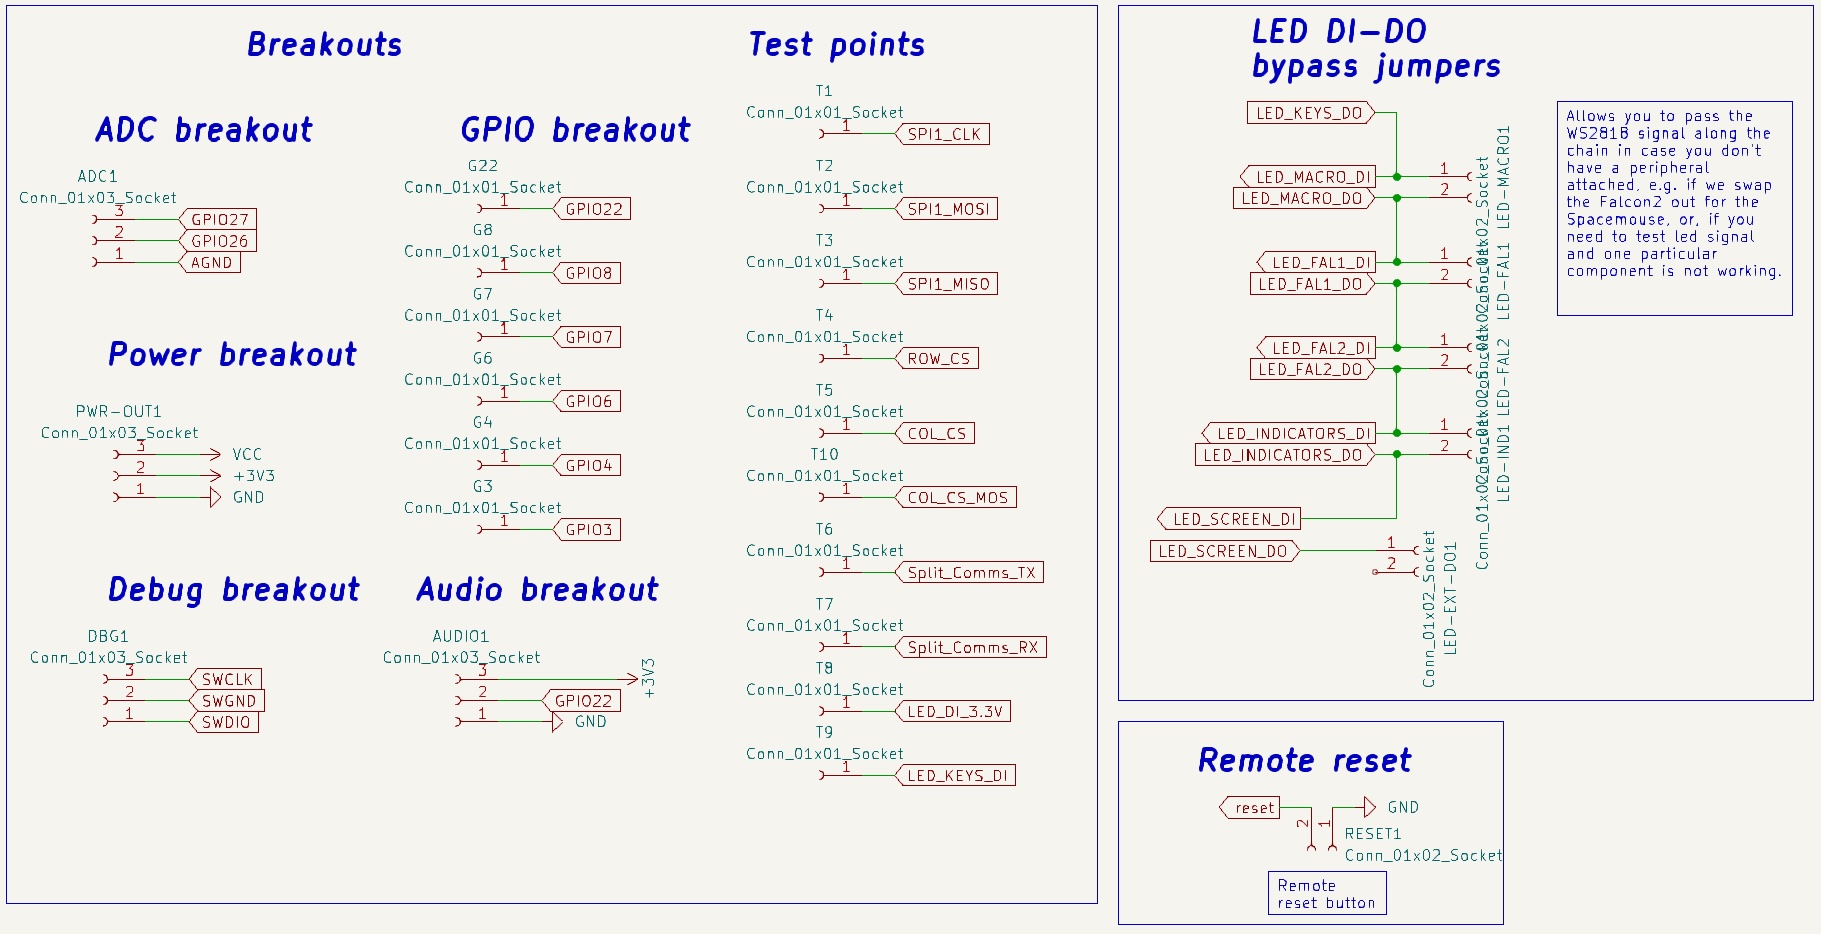 Breakouts
ADC breakout
ADC1
Conn_01x03_Socket
3
GPIO27
2
GPIO26
1
AGND
Power breakout
PWR-OUT1
Conn_01x03_Socket
3
VCC
2
+3V3
1
GND
Debug breakout
DBG1
Conn_01x03_Socket
3
SWCLK
2
SWGND
1
SWDIO
GPIO breakout
G22
Conn_01x01_Socket
1
GPIO22
G8
Conn_01x01_Socket
1
GPIO8
G7
Conn_01x01_Socket
1
GPIO7
G6
Conn_01x01_Socket
1
GPIO6
G4
Conn_01x01_Socket
1
GPIO4
G3
Conn_01x01_Socket
1
GPIO3
Audio breakout
AUDIO1
Conn_01x03_Socket
3
+3V3
2
GPIO22
1
GND
Test points
T1
Conn_01x01_Socket
1
SPI1_CLK
T2
Conn_01x01_Socket
1
SPI1_MOSI
T3
Conn_01x01_Socket
1
SPI1_MISO
T4
Conn_01x01_Socket
1
ROW_CS
T5
Conn_01x01_Socket
1
COL_CS
T10
Conn_01x01_Socket
1
COL_CS_MOS
T6
Conn_01x01_Socket
1
Split_Comms_TX
T7
Conn_01x01_Socket
1
Split_Comms_RX
T8
Conn_01x01_Socket
1
LED_DI_3.3V
T9
Conn_01x01_Socket
1
LED_KEYS_DI
LED DI-DO
bypass jumpers
LED_KEYS_DO
LED_MACRO_DI
1
LED_MACRO_DO
2
LED-MACRO1
LED_FAL1_DI
1
LED_FAL1_DO
2
LED-FAL1
LED_FAL2_DI
1
LED_FAL2_DO
2
LED-FAL2
LED_INDICATORS_DI
1
LED_INDICATORS_DO
2
LED-IND1
Conn_01x02_Socket
LED_SCREEN_DI
LED_SCREEN_DO
1
2
Conn_01x02_Socket
LED-EXT-DO1
Allows you to pass the
WS2818 signal along the
chain in case you don't
have a peripheral
attached, e.g. if we swap
the Falcon2 out for the
Spacemouse, or, if you
need to test led signal
and one particular
component is not working.
Remote reset
reset
2
1
GND
RESET1
Conn_01x02_Socket
Remote
reset button